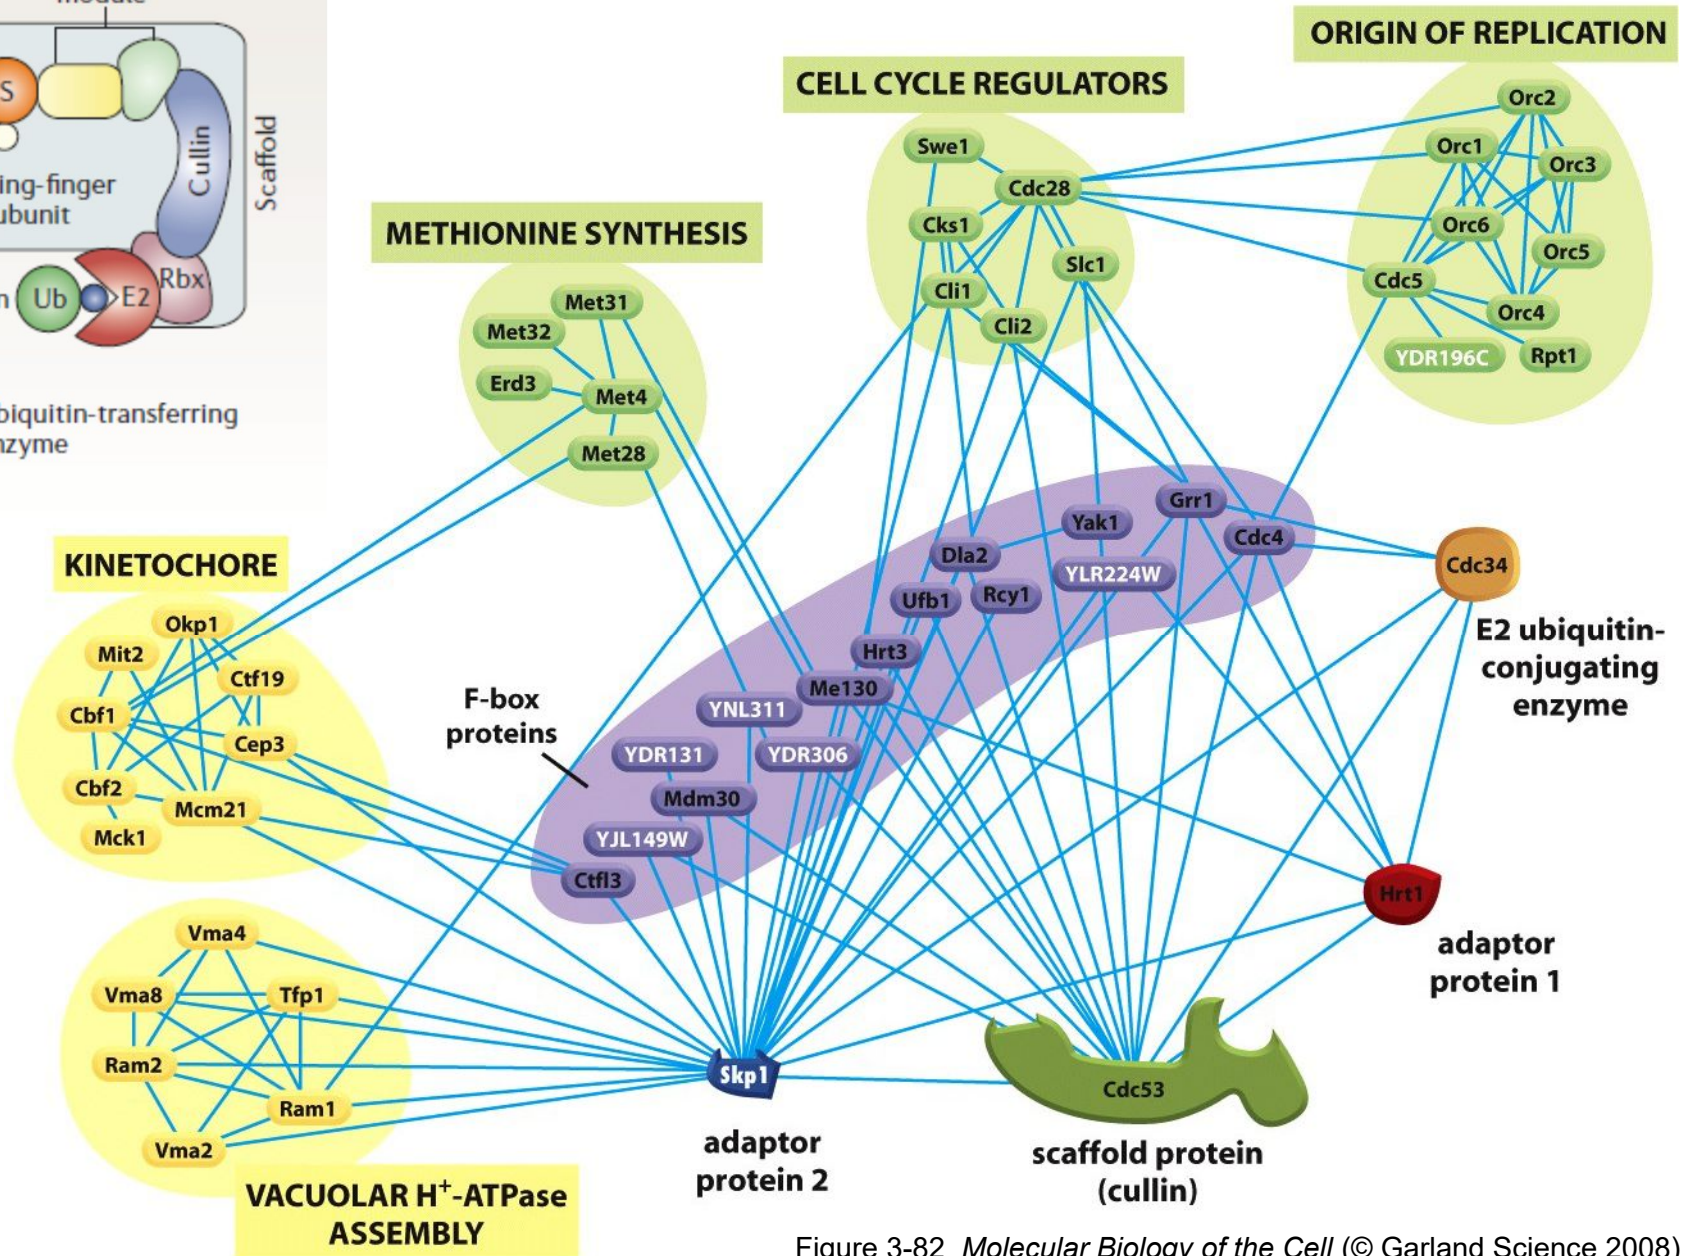 module
S
Cullin
Scaffold
ing-finger
ubunit
Ub
E2
Rbx
biquitin-transferring
nzyme
ORIGIN OF REPLICATION
Orc2
Orc1
Orc3
Orc6
Orc5
Cdc5
Orc4
YDR196C
Rpt1
CELL CYCLE REGULATORS
Swe1
Cdc28
Cks1
Slc1
Cli1
Cli2
METHIONINE SYNTHESIS
Met31
Met32
Erd3
Met4
Met28
KINETOCHORE
Okp1
Mit2
Ctf19
Cbf1
Cep3
Cbf2
Mcm21
Mck1
F-box
proteins
Grr1
Yak1
Cdc4
Dla2
YLR224W
Ufb1
Rcy1
Hrt3
Me130
YNL311
YDR131
YDR306
Mdm30
YJL149W
Ctfl3
Cdc34
E2 ubiquitin-
conjugating
enzyme
Hrt1
adaptor
protein 1
Vma4
Vma8
Tfp1
Ram2
Ram1
Vma2
VACUOLAR H+-ATPase
ASSEMBLY
Skp1
adaptor
protein 2
Cdc53
scaffold protein
(cullin)
Figure 3-82 Molecular Biology of the Cell (© Garland Science 2008)